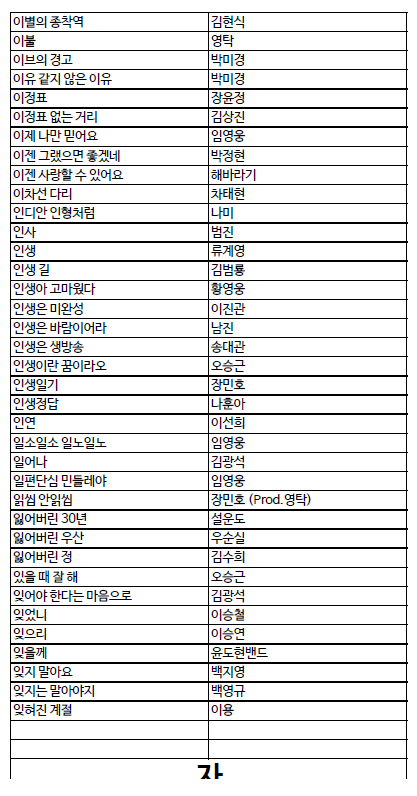 이별의 종착역 김현식
이불 영탁
이브의 경고 박미경
이유 같지 않은 이유 박미경
이정표 장윤정
이정표 없는 거리 김상진
이제 나만 믿어요 임영웅
이젠 그랬으면 좋겠네 박정현
이젠 사랑할 수 있어요 해바라기
이차선 다리 차태현
인디안 인형처럼 나미
인사 범진
인생 류계영
인생 길 김범룡
인생아 고마웠다 황영웅
인생은 미완성 이진관
인생은 바람이어라 남진
인생은 생방송 송대관
인생이란 꿈이라오 오승근
인생일기 장민호
인생정답 나훈아
인연 이선희
일소일소 일노일노 임영웅
일어나 김광석
일편단심 민들레야 임영웅
읽씹 안읽씹 장민호 (Prod.영탁)
잃어버린 30년 설운도
잃어버린 우산 우순실
잃어버린 정 김수희
있을 때 잘 해 오승근
잊어야 한다는 마음으로 김광석
잊었니 이승철
잊으리 이승연
잊을께 윤도현밴드
잊지 말아요 백지영
잊지는 말아야지 백영규
잊혀진 계절 이용
자